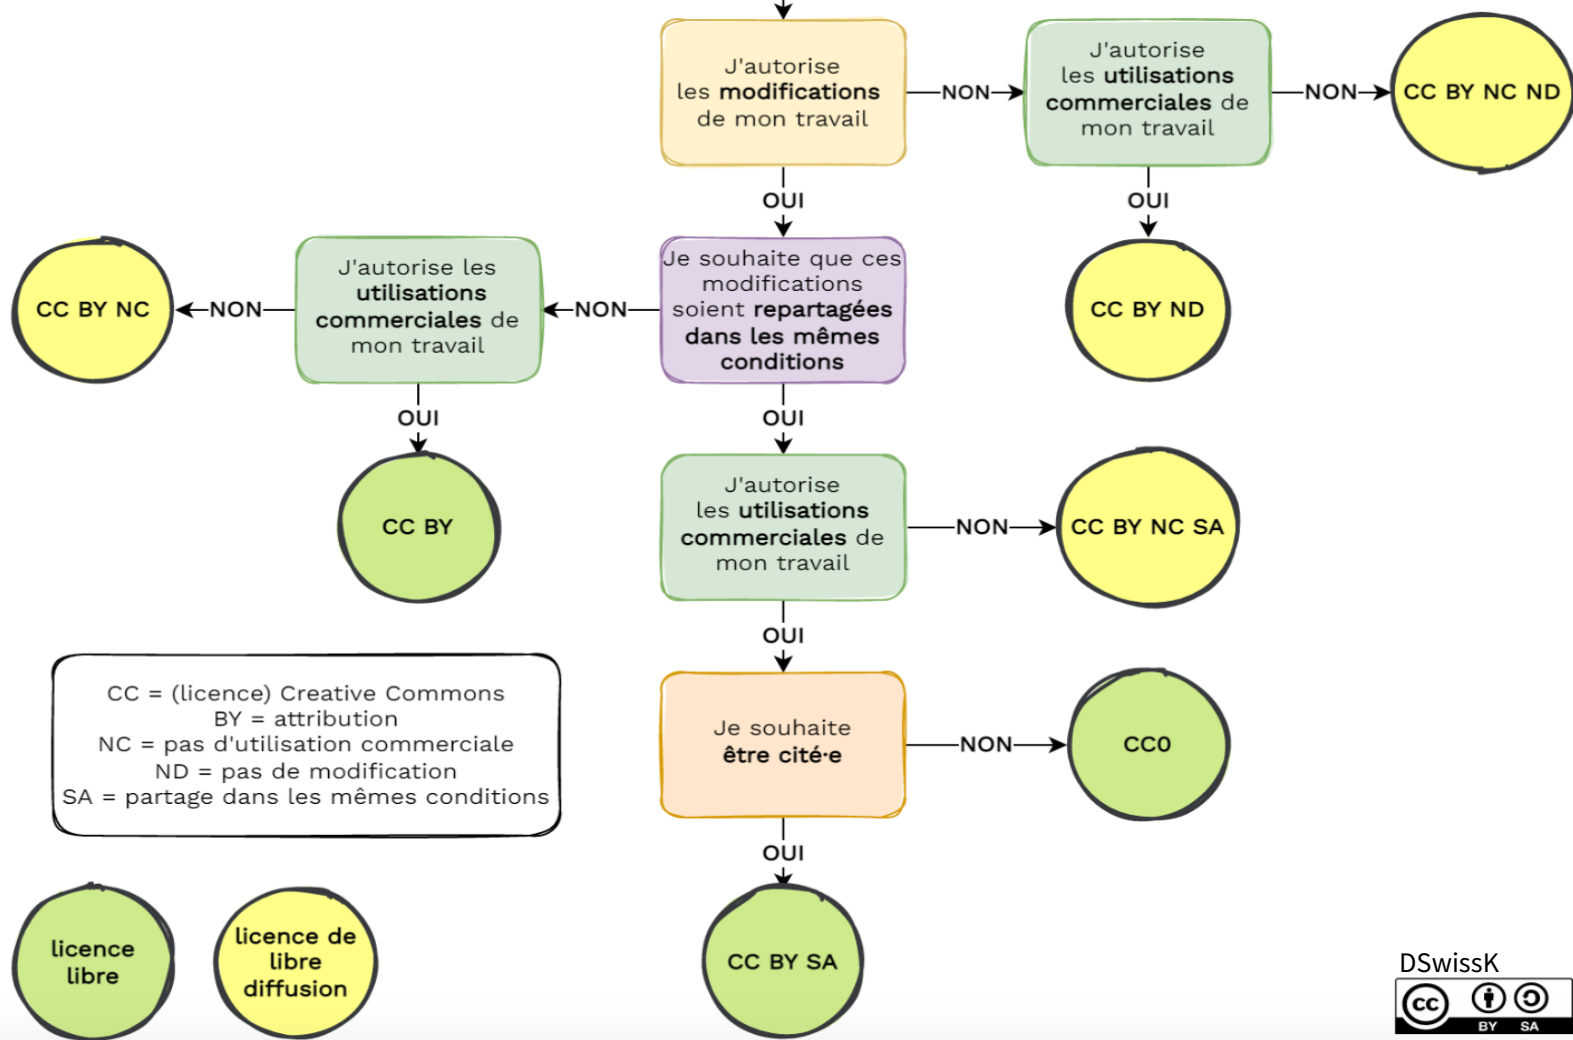 J'autorise
les modifications
de mon travail
NON
J'autorise
les utilisations
commerciales de
mon travail
NON
CC BY NC ND
OUI
OUI
CC BY NC
NON
J'autorise les
utilisations
commerciales de
mon travail
NON
Je souhaite que ces
modifications
soient repartagées
dans les mêmes
conditions
CC BY ND
OUI
OUI
CC BY
J'autorise
les utilisations
commerciales de
mon travail
NON
CC BY NC SA
OUI
CC = (licence) Creative Commons
BY = attribution
NC = pas d'utilisation commerciale
ND = pas de modification
SA = partage dans les mêmes conditions
Je souhaite
être cité·e
NON
CC0
OUI
licence
libre
licence de
libre
diffusion
CC BY SA
DSwissK
cc
BY SA